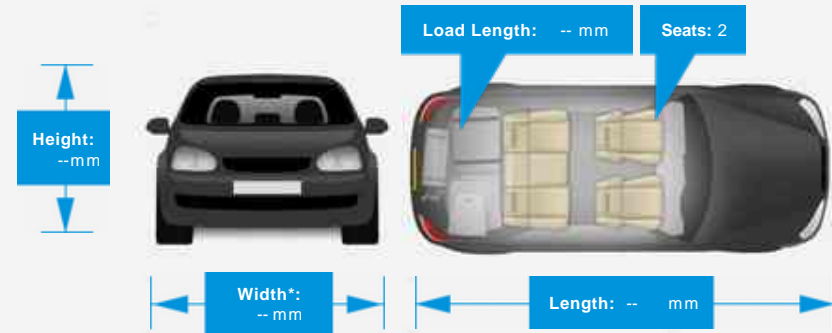 Load Length: -- mm
Seats: 2
Height:
--mm
Width*:
-- mm
Length: -- mm